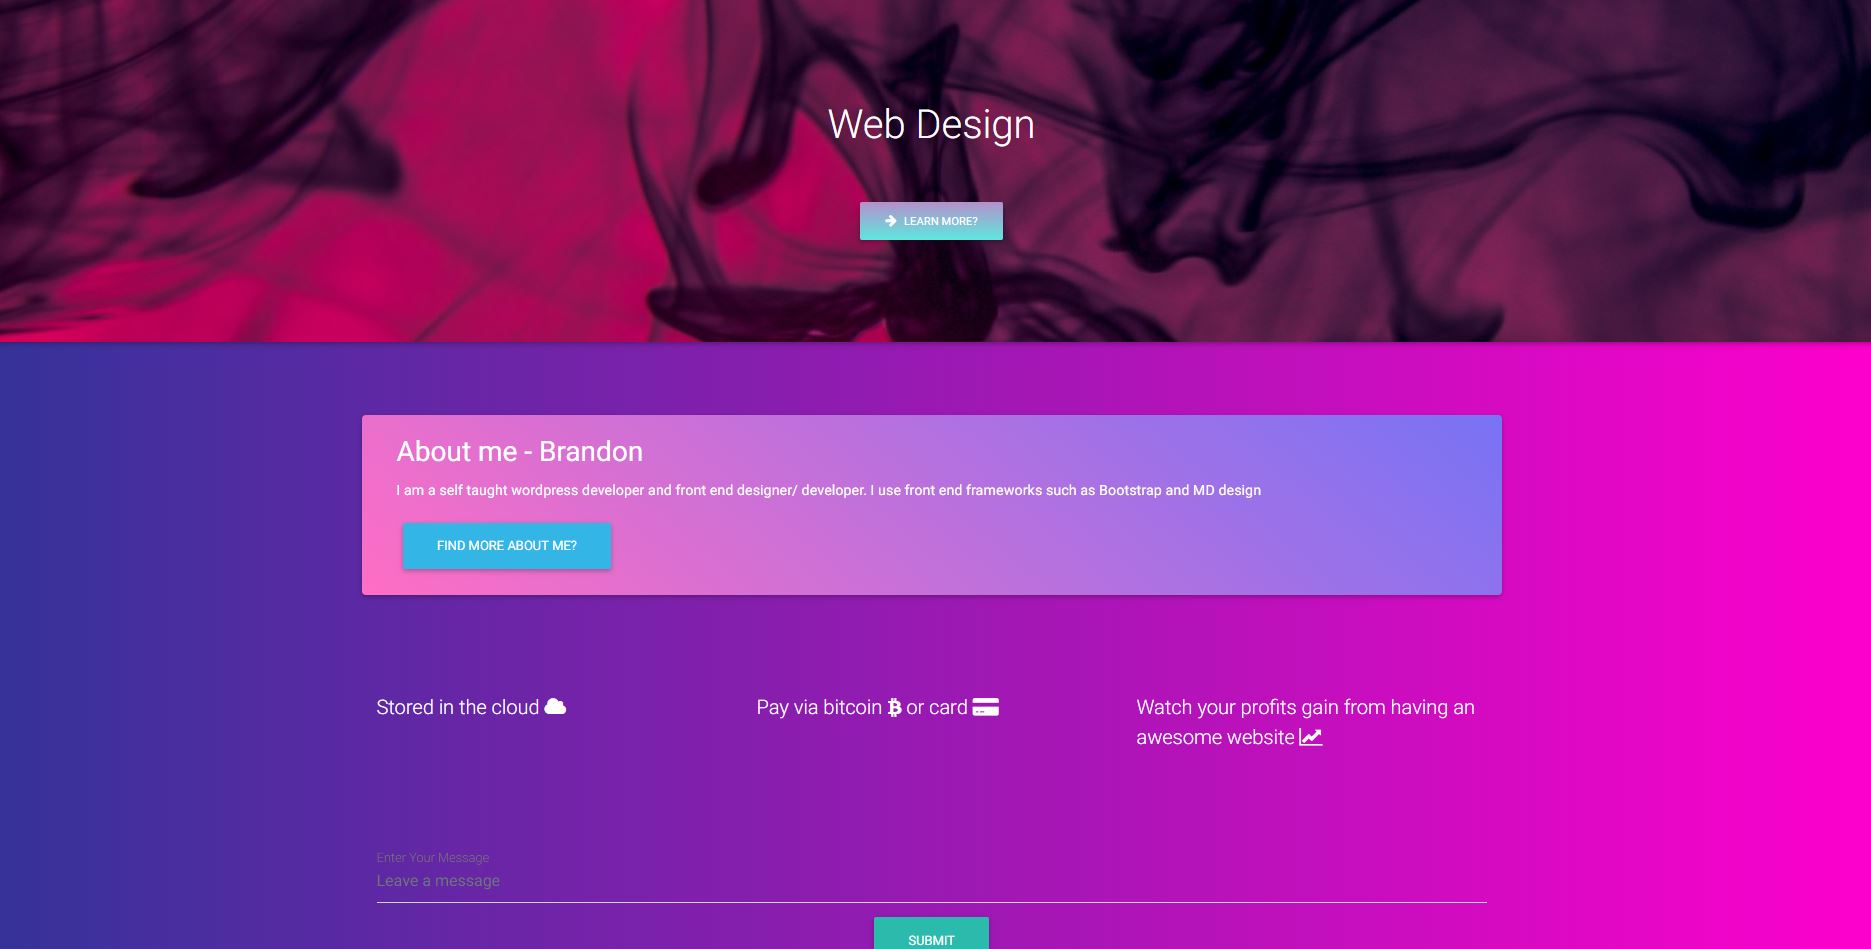 Web Design
LEARN MORE?
About me - Brandon
I am a self taught wordpress developer and front end designer/ developer. I use front end frameworks such as Bootstrap and MD design
FIND MORE ABOUT ME?
Stored in the cloud
Pay via bitcoin or card
Watch your profits gain from having an
awesome website
Enter Your Message
Leave a message
SUBMIT